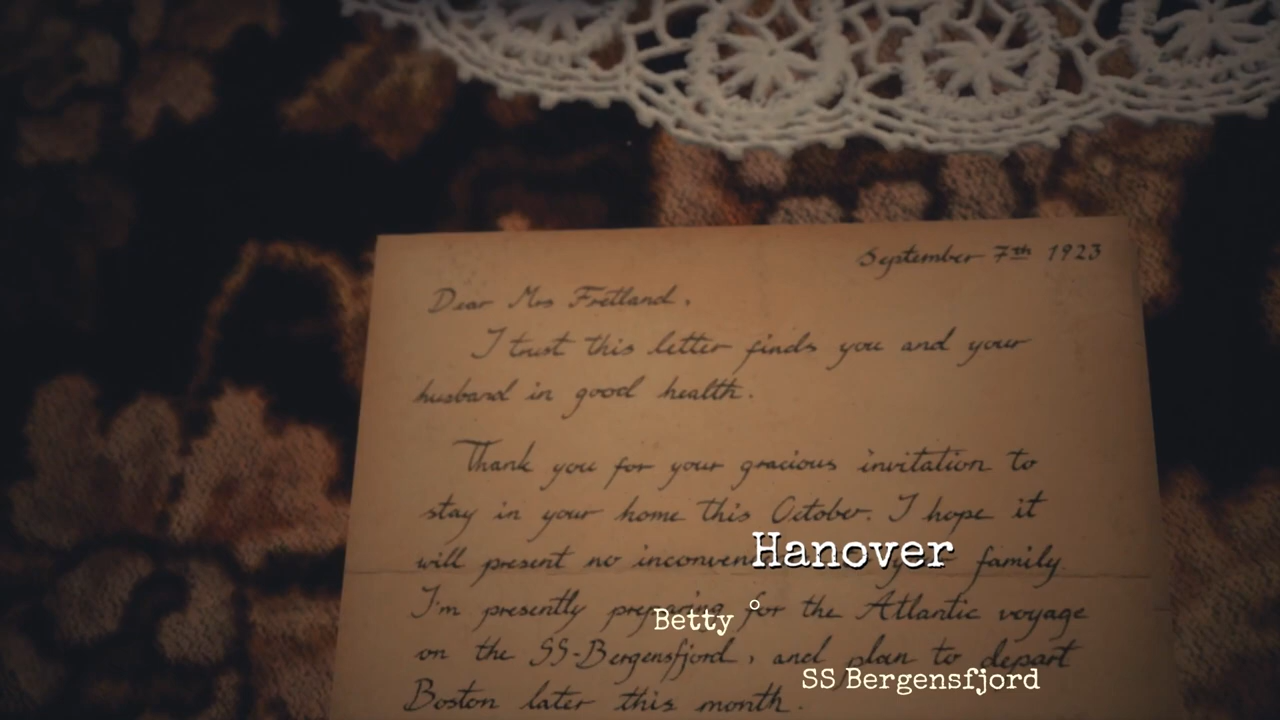 September 7th 1923
Dear Mrs Fretland,
I trust this letter finds you and your
husband in good health.
Thank you for your gracious invitation to
stay in your home this October. I hope it
will present no family.
Hanover
I'm presently preparing for the Atlantic voyage
Betty
on the SS-Bergensfjord, and plan to depart
SS Bergensfjord
Boston later this month.